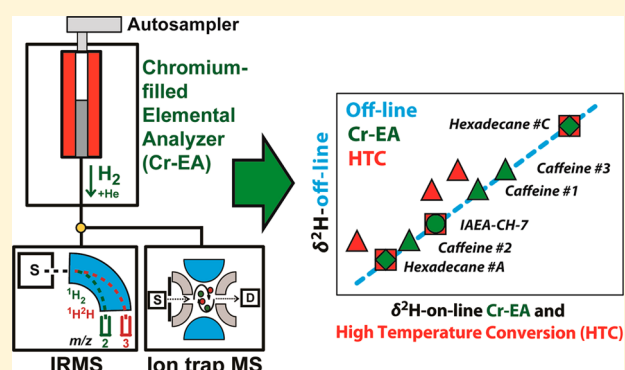 Autosampler
Chromium-
filled
Elemental
Analyzer
(Cr-EA)
H₂
+He
S
¹H₂
¹H²H
m/z 2 3
IRMS
S
D
Ion trap MS
δ²H-off-line
Off-line
Cr-EA
HTC
Hexadecane #C
Caffeine #3
Caffeine #1
IAEA-CH-7
Caffeine #2
Hexadecane #A
δ²H-on-line Cr-EA and
High Temperature Conversion (HTC)